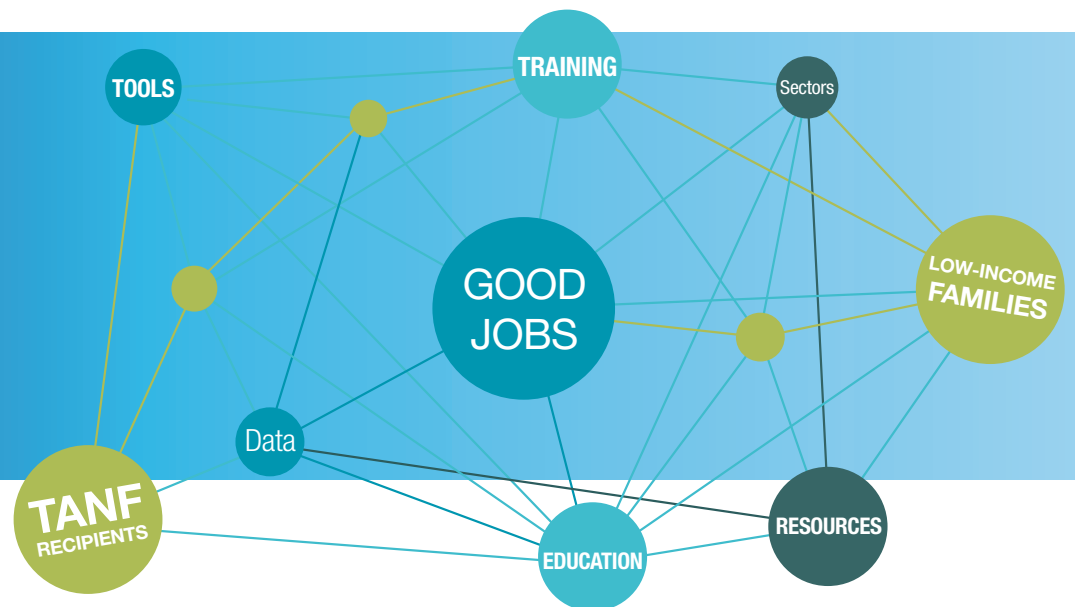 TOOLS
TRAINING
Sectors
GOOD
JOBS
LOW-INCOME
FAMILIES
Data
TANF
RECIPIENTS
EDUCATION
RESOURCES